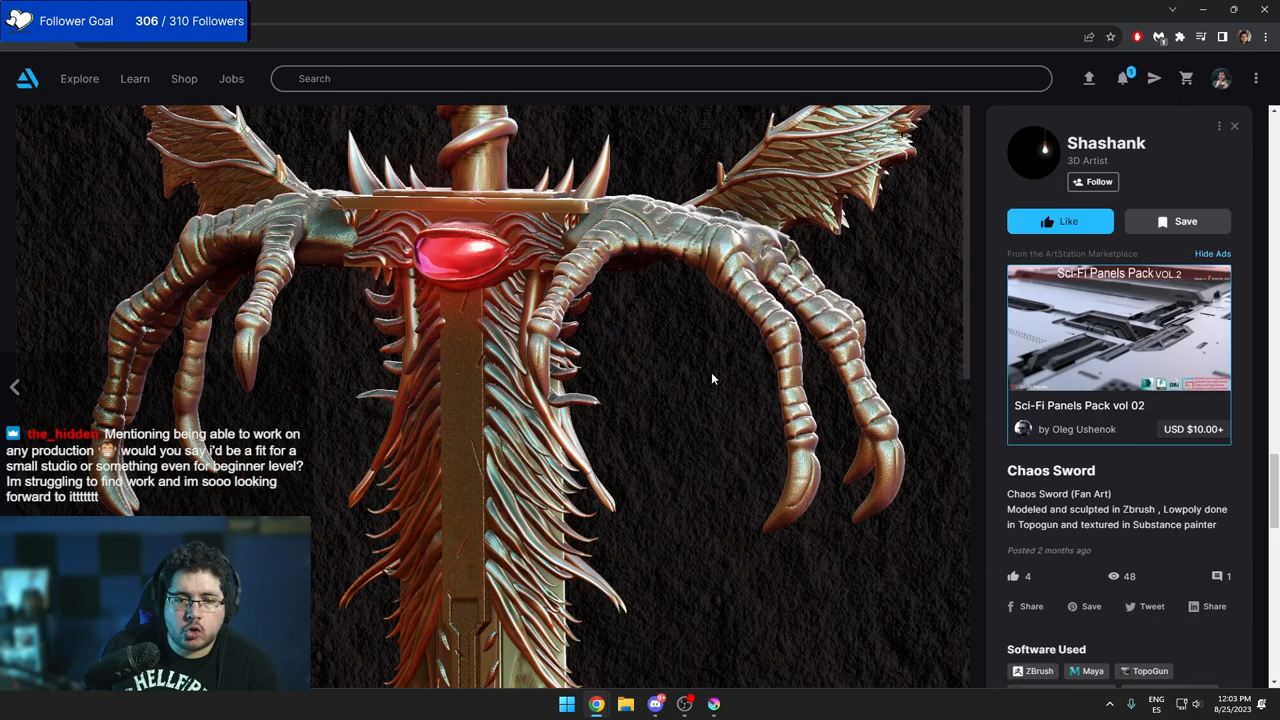 Follower Goal 306 / 310 Followers
Explore Learn Shop Jobs Search 1
Shashank
3D Artist
Follow
Like Save
From the ArtStation Marketplace Hide Ads
Sci-Fi Panels Pack VOL.2
Sci-Fi Panels Pack vol 02
by Oleg Ushenok USD $10.00+
Chaos Sword
Chaos Sword (Fan Art)
Modeled and sculpted in Zbrush , Lowpoly done
in Topogun and textured in Substance painter
Posted 2 months ago
4 48 1
Share Save Tweet Share
Software Used
ZBrush Maya TopoGun
the_hidden Mentioning being able to work on
any production would you say i'd be a fit for a
small studio or something even for beginner level?
Im struggling to find work and im sooo looking
forward to ittttttt
HELLFI
ENG
ES
12:03 PM
8/25/2023